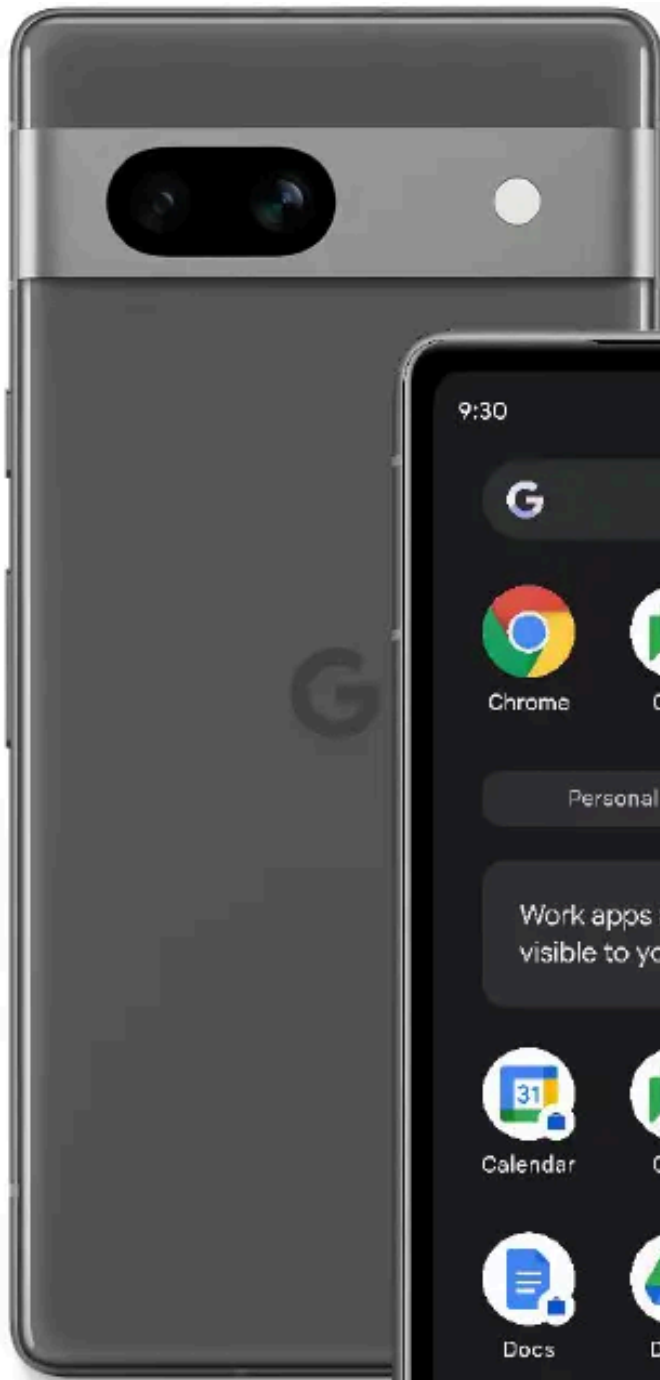 G
9:30
G
Chrome
Personal
Work apps
visible to yo
31
Calendar
Docs
D